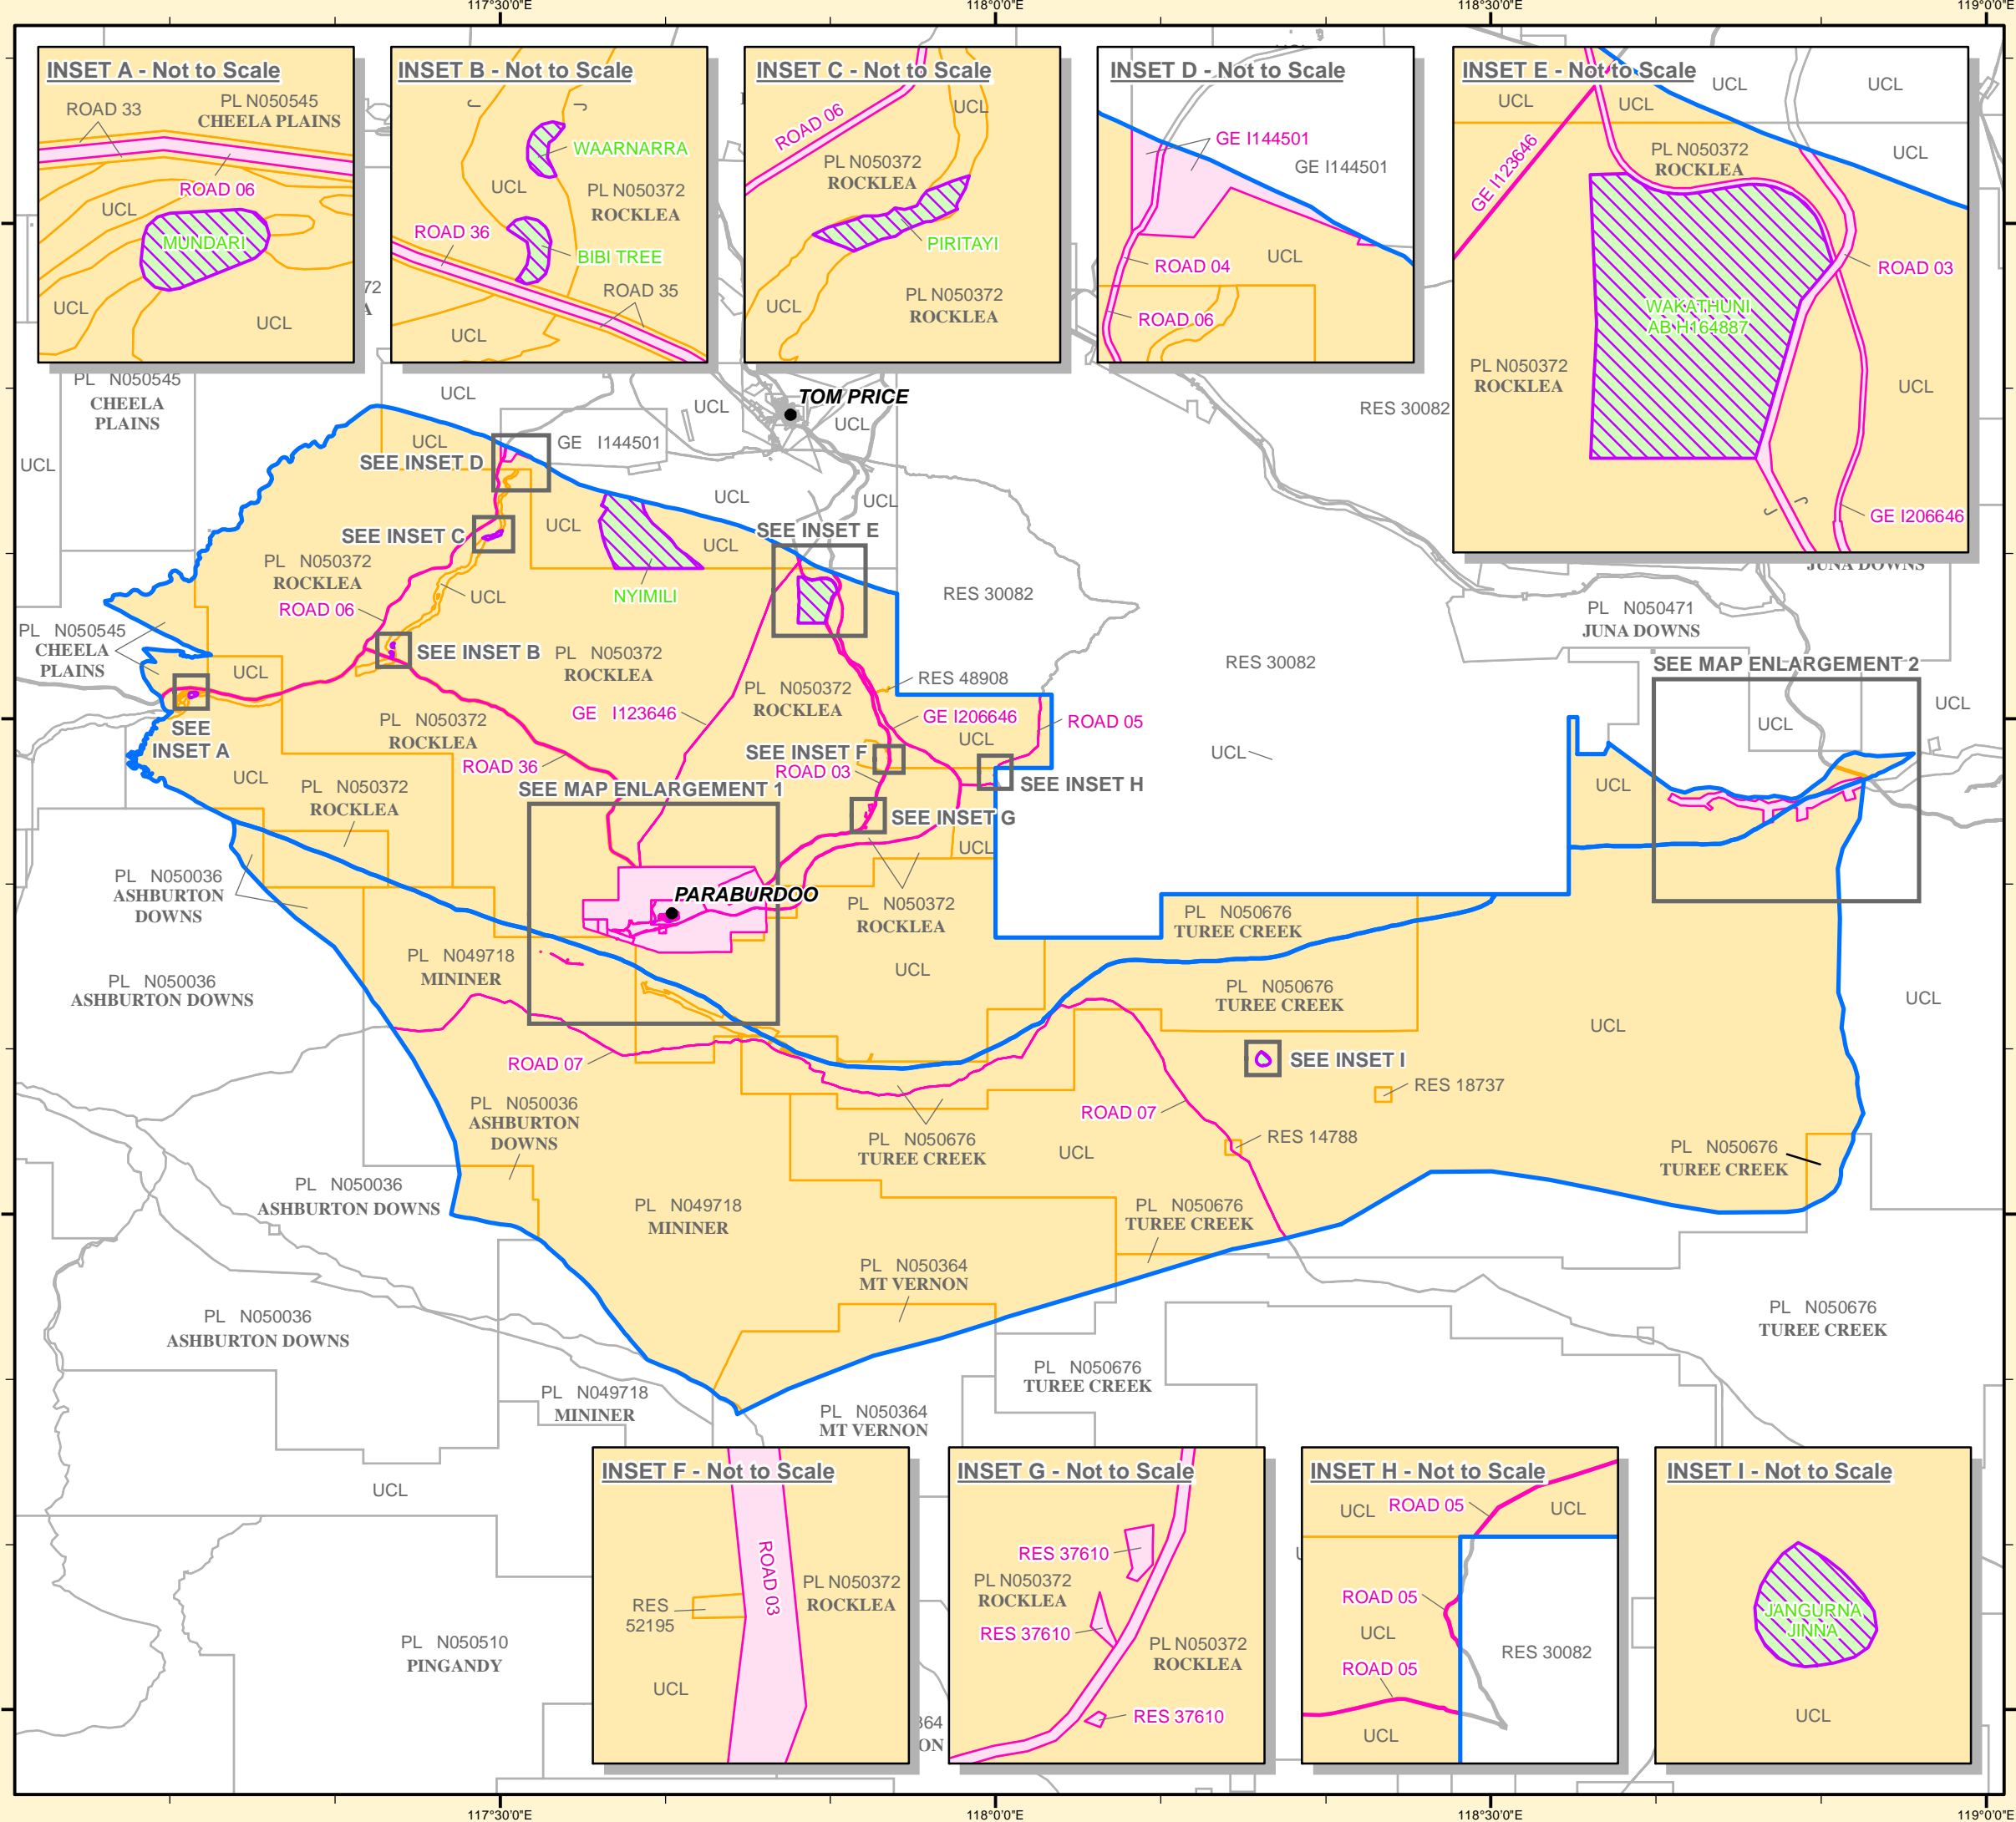 117°30'0"E
118°0'0"E
118°30'0"E
119°0'0"E
INSET A - Not to Scale
ROAD 33
PL N050545
CHEELA PLAINS
ROAD 06
UCL
MUNDARI
UCL
UCL
INSET B - Not to Scale
WAARNARRA
UCL
PL N050372
ROCKLEA
ROAD 36
BIBI TREE
ROAD 35
UCL
INSET C - Not to Scale
UCL
ROAD 06
PL N050372
ROCKLEA
PIRITAYI
PL N050372
ROCKLEA
UCL
INSET D - Not to Scale
GE I144501
GE I144501
ROAD 04
UCL
ROAD 06
INSET E - Not to Scale
UCL
UCL
UCL
UCL
UCL
GE I123646
PL N050372
ROCKLEA
ROAD 03
WAKATHUNI
AB H164887
PL N050372
ROCKLEA
UCL
GE I206646
PL N050545
CHEELA
PLAINS
UCL
UCL
UCL
TOM PRICE
UCL
RES 30082
UCL
GE I144501
SEE INSET D
UCL
UCL
SEE INSET C
UCL
UCL
SEE INSET E
PL N050372
ROCKLEA
UCL
ROAD 06
NYIMILI
RES 30082
JUNA DOWNS
PL N050471
JUNA DOWNS
PL N050545
CHEELA
PLAINS
SEE INSET B
PL N050372
ROCKLEA
UCL
RES 48908
RES 30082
SEE MAP ENLARGEMENT 2
PL N050372
ROCKLEA
SEE
INSET A
PL N050372
ROCKLEA
GE I123646
GE I206646
ROAD 05
UCL
UCL
UCL
UCL
SEE INSET F
ROAD 03
ROAD 36
UCL
SEE INSET H
UCL
PL N050372
ROCKLEA
SEE MAP ENLARGEMENT 1
SEE INSET G
UCL
PL N050036
ASHBURTON
DOWNS
PARABURDOO
PL N050372
ROCKLEA
PL N050676
TUREE CREEK
PL N049718
MININER
UCL
PL N050036
ASHBURTON DOWNS
PL N050676
TUREE CREEK
UCL
UCL
ROAD 07
SEE INSET I
RES 18737
PL N050036
ASHBURTON
DOWNS
ROAD 07
RES 14788
PL N050676
TUREE CREEK
UCL
PL N050676
TUREE CREEK
PL N050036
ASHBURTON DOWNS
PL N049718
MININER
PL N050676
TUREE CREEK
PL N050364
MT VERNON
PL N050036
ASHBURTON DOWNS
PL N050676
TUREE CREEK
PL N050676
TUREE CREEK
PL N049718
MININER
PL N050364
MT VERNON
UCL
PL N050510
PINGANDY
INSET F - Not to Scale
ROAD 03
PL N050372
ROCKLEA
RES
52195
UCL
INSET G - Not to Scale
RES 37610
PL N050372
ROCKLEA
RES 37610
PL N050372
ROCKLEA
RES 37610
INSET H - Not to Scale
UCL
ROAD 05
UCL
ROAD 05
UCL
RES 30082
ROAD 05
UCL
INSET I - Not to Scale
JANGURNA
JINNA
UCL
117°30'0"E
118°0'0"E
118°30'0"E
119°0'0"E